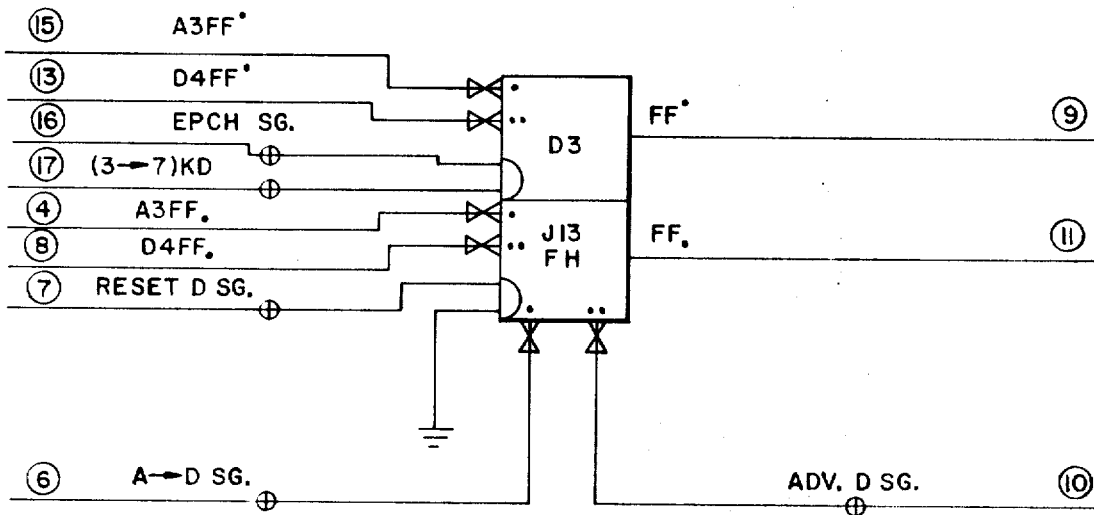 15 A3FF•
13 D4FF•
16 EPCH SG.
17 (3→7)KD
4 A3FF.
8 D4FF.
7 RESET D SG.
D3
J13
FH
FF• 9
FF. 11
6 A→D SG.
ADV. D SG. 10